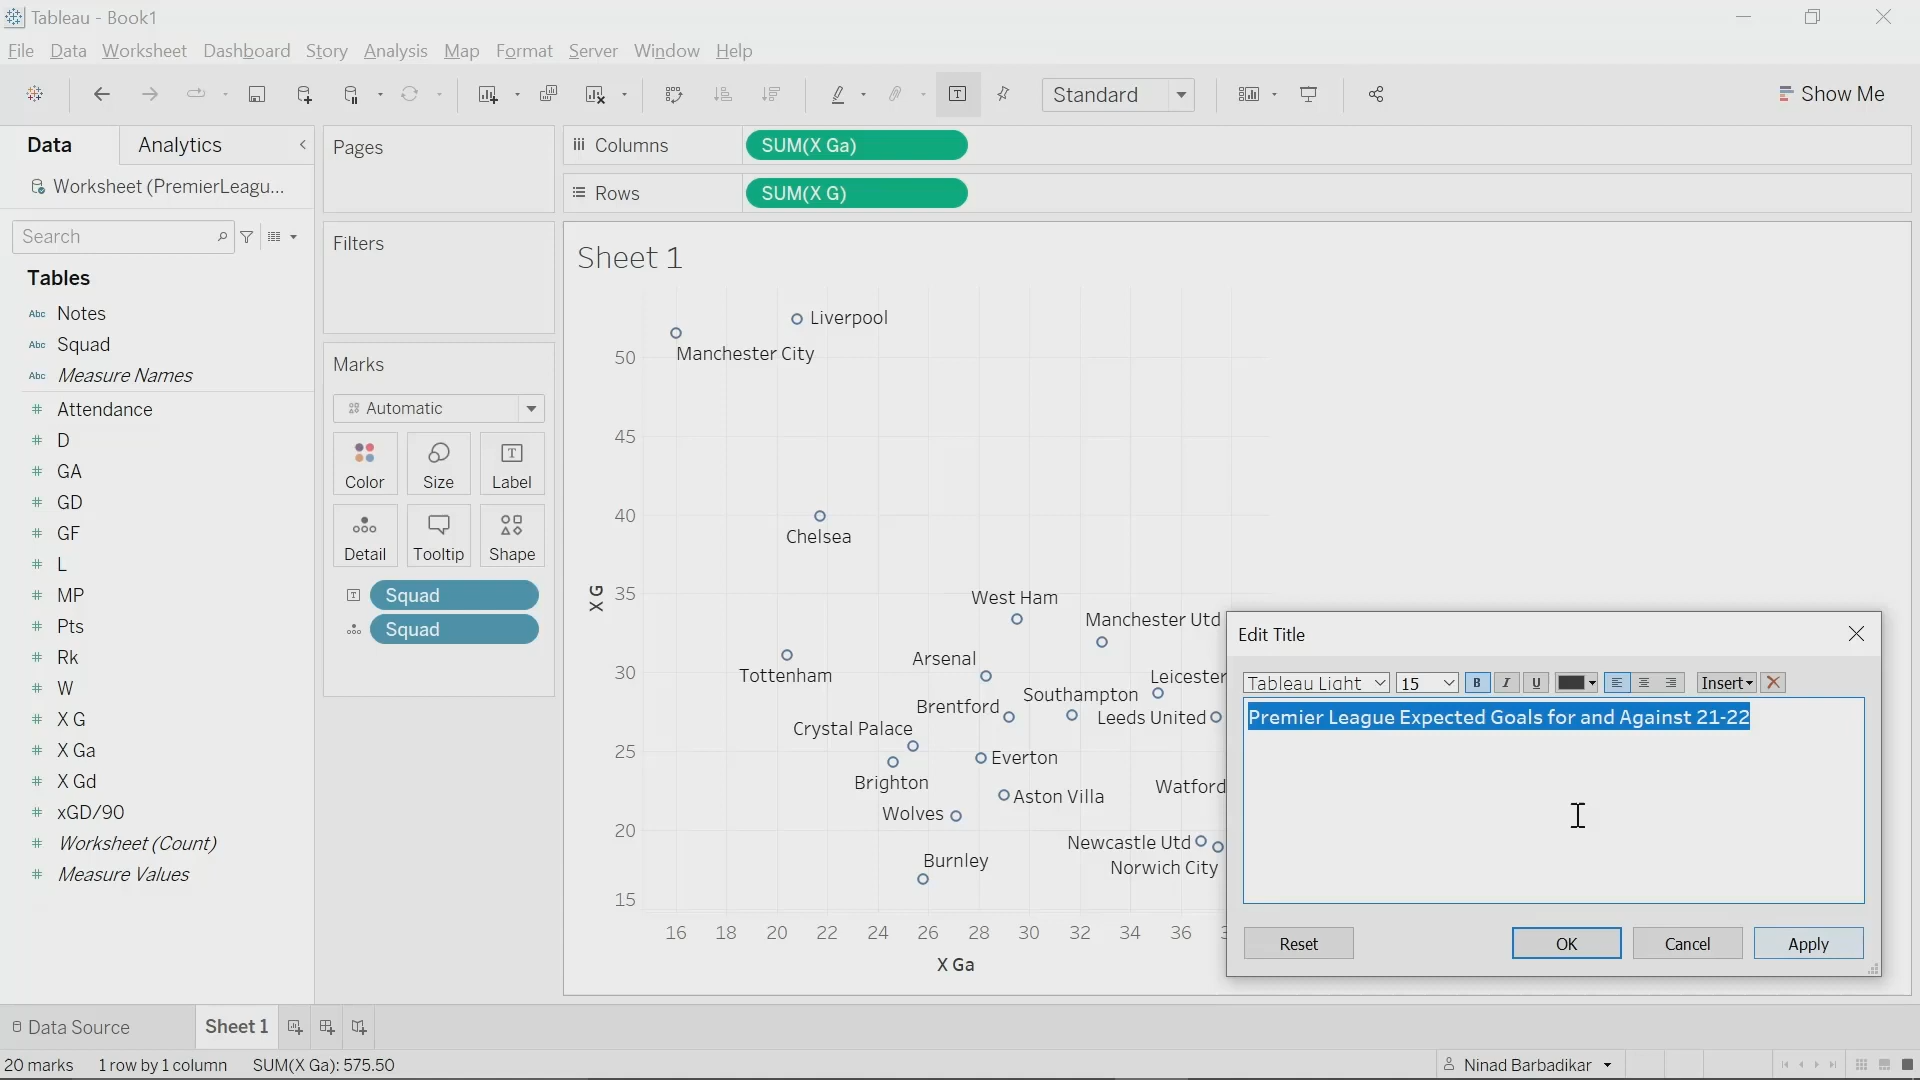 Tableau - Book1
File Data Worksheet Dashboard Story Analysis Map Format Server Window Help
Standard
Show Me
Data Analytics
Worksheet (PremierLeagu...
Search
Tables
Abc Notes
Abc Squad
Abc Measure Names
# Attendance
# D
# GA
# GD
# GF
# L
# MP
# Pts
# Rk
# W
# X G
# X Ga
# X Gd
# xGD/90
# Worksheet (Count)
# Measure Values
Pages
Filters
Marks
Automatic
Color Size Label
Detail Tooltip Shape
Squad
Squad
Columns SUM(X Ga)
Rows SUM(X G)
Sheet 1
Liverpool
Manchester City
Chelsea
West Ham
Manchester Utd
Tottenham
Arsenal
Leicester
Southampton
Brentford
Leeds United
Crystal Palace
Everton
Brighton
Watford
Aston Villa
Wolves
Newcastle Utd
Burnley
Norwich City
X G
50
45
40
35
30
25
20
15
16 18 20 22 24 26 28 30 32 34 36
X Ga
Edit Title
Tableau Light 15 B I U Insert
Premier League Expected Goals for and Against 21-22
Reset OK Cancel Apply
Data Source Sheet 1
20 marks 1 row by 1 column SUM(X Ga): 575.50
Ninad Barbadikar